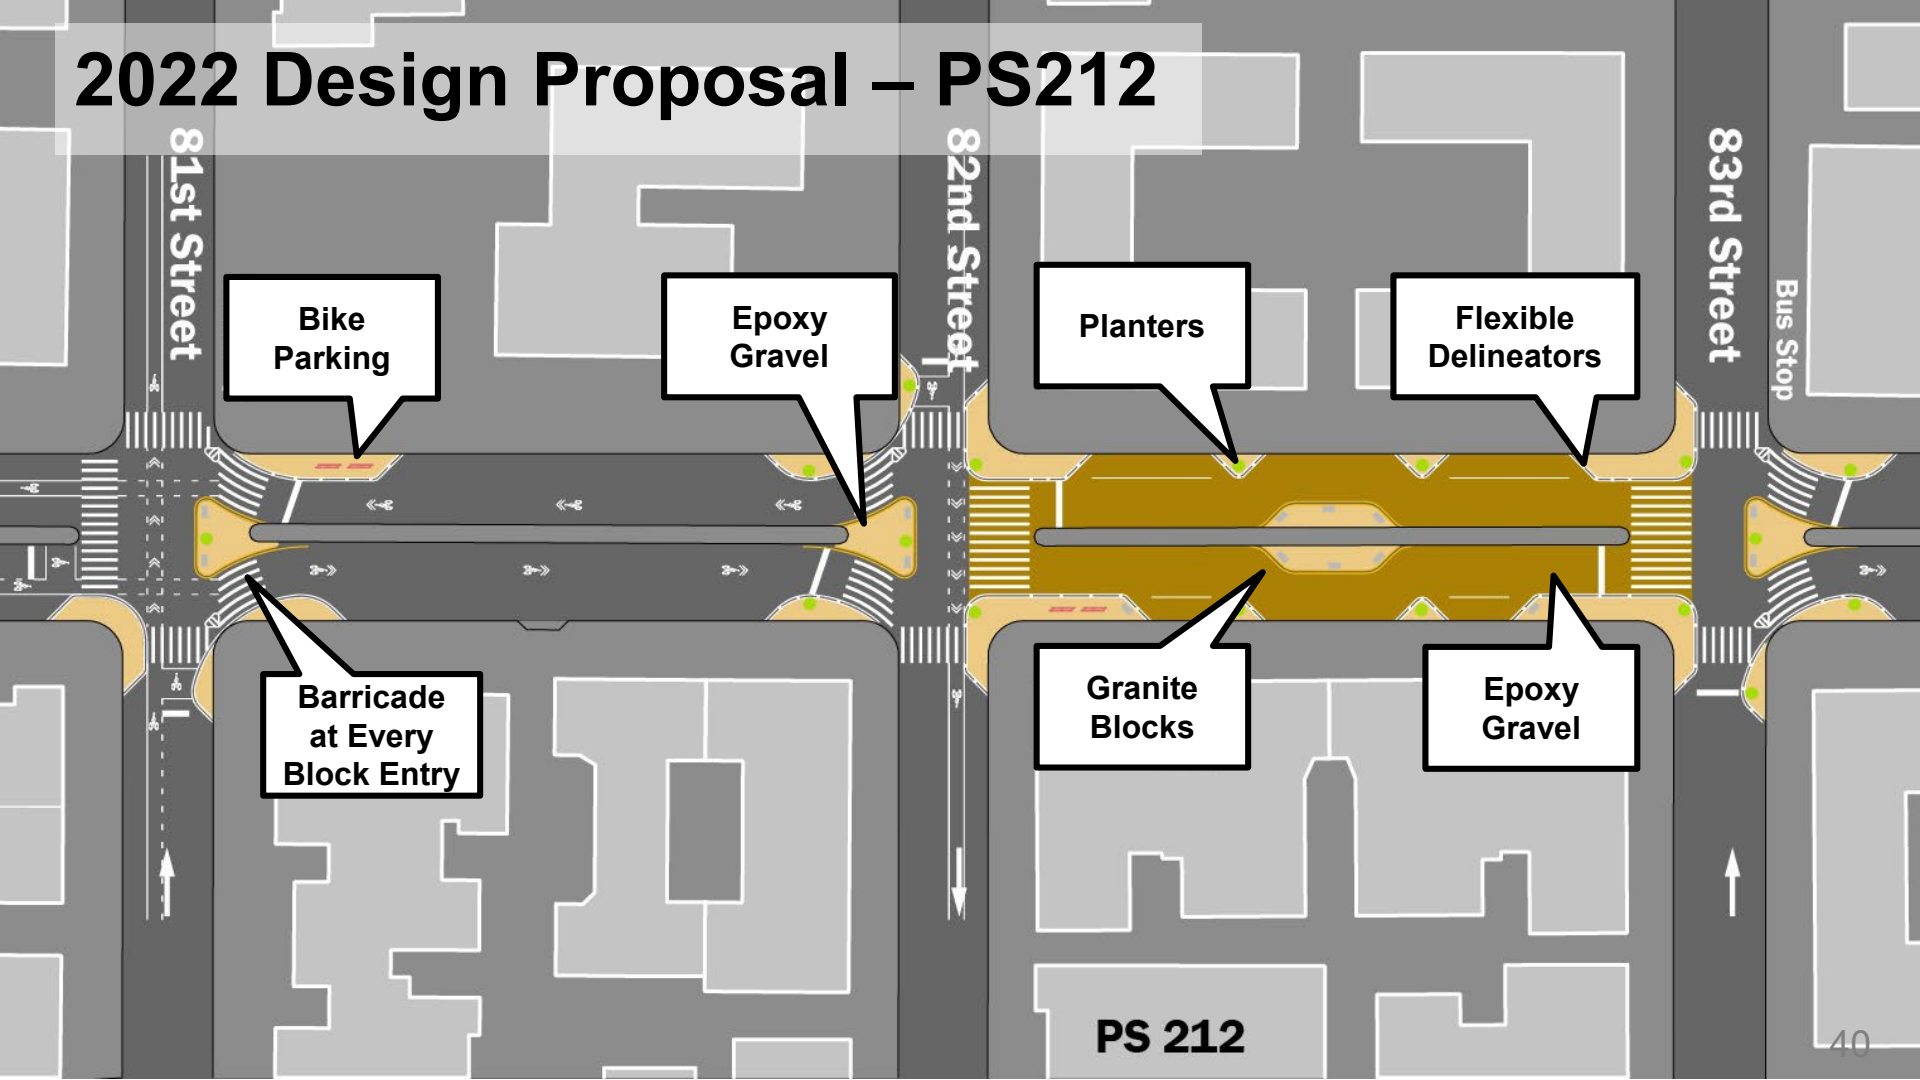 2022 Design Proposal – PS212
81st Street
82nd Street
83rd Street
Bus Stop
Bike
Parking
Epoxy
Gravel
Planters
Flexible
Delineators
Barricade
at Every
Block Entry
Granite
Blocks
Epoxy
Gravel
PS 212
40